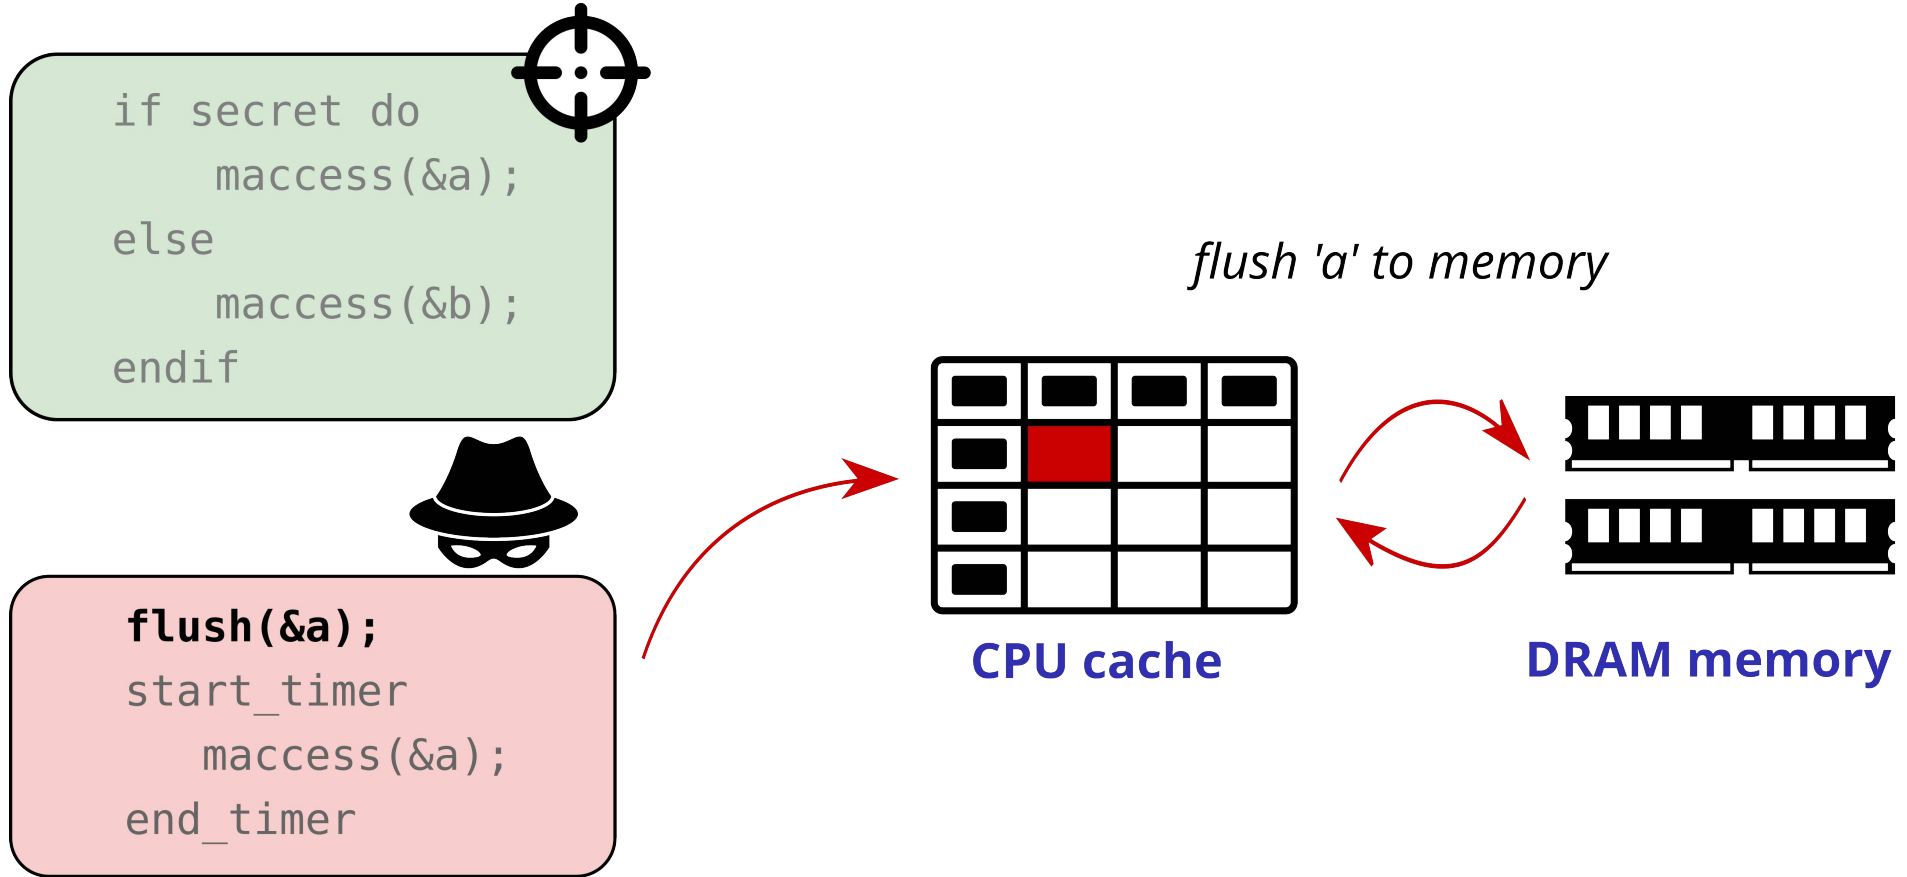 if secret do
    maccess(&a);
else
    maccess(&b);
endif
flush(&a);
start_timer
   maccess(&a);
end_timer
flush 'a' to memory
CPU cache
DRAM memory